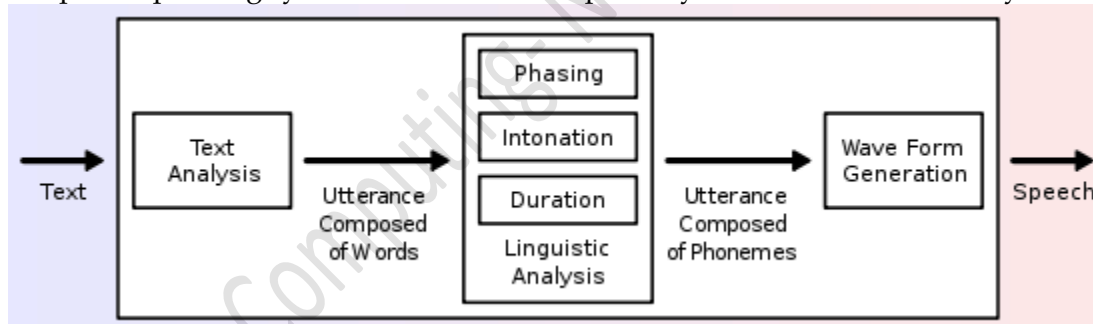 Text
Text
Analysis
Utterance
Composed
of Words
Phasing
Intonation
Duration
Linguistic
Analysis
Utterance
Composed
of Phonemes
Wave Form
Generation
Speech
Computing-